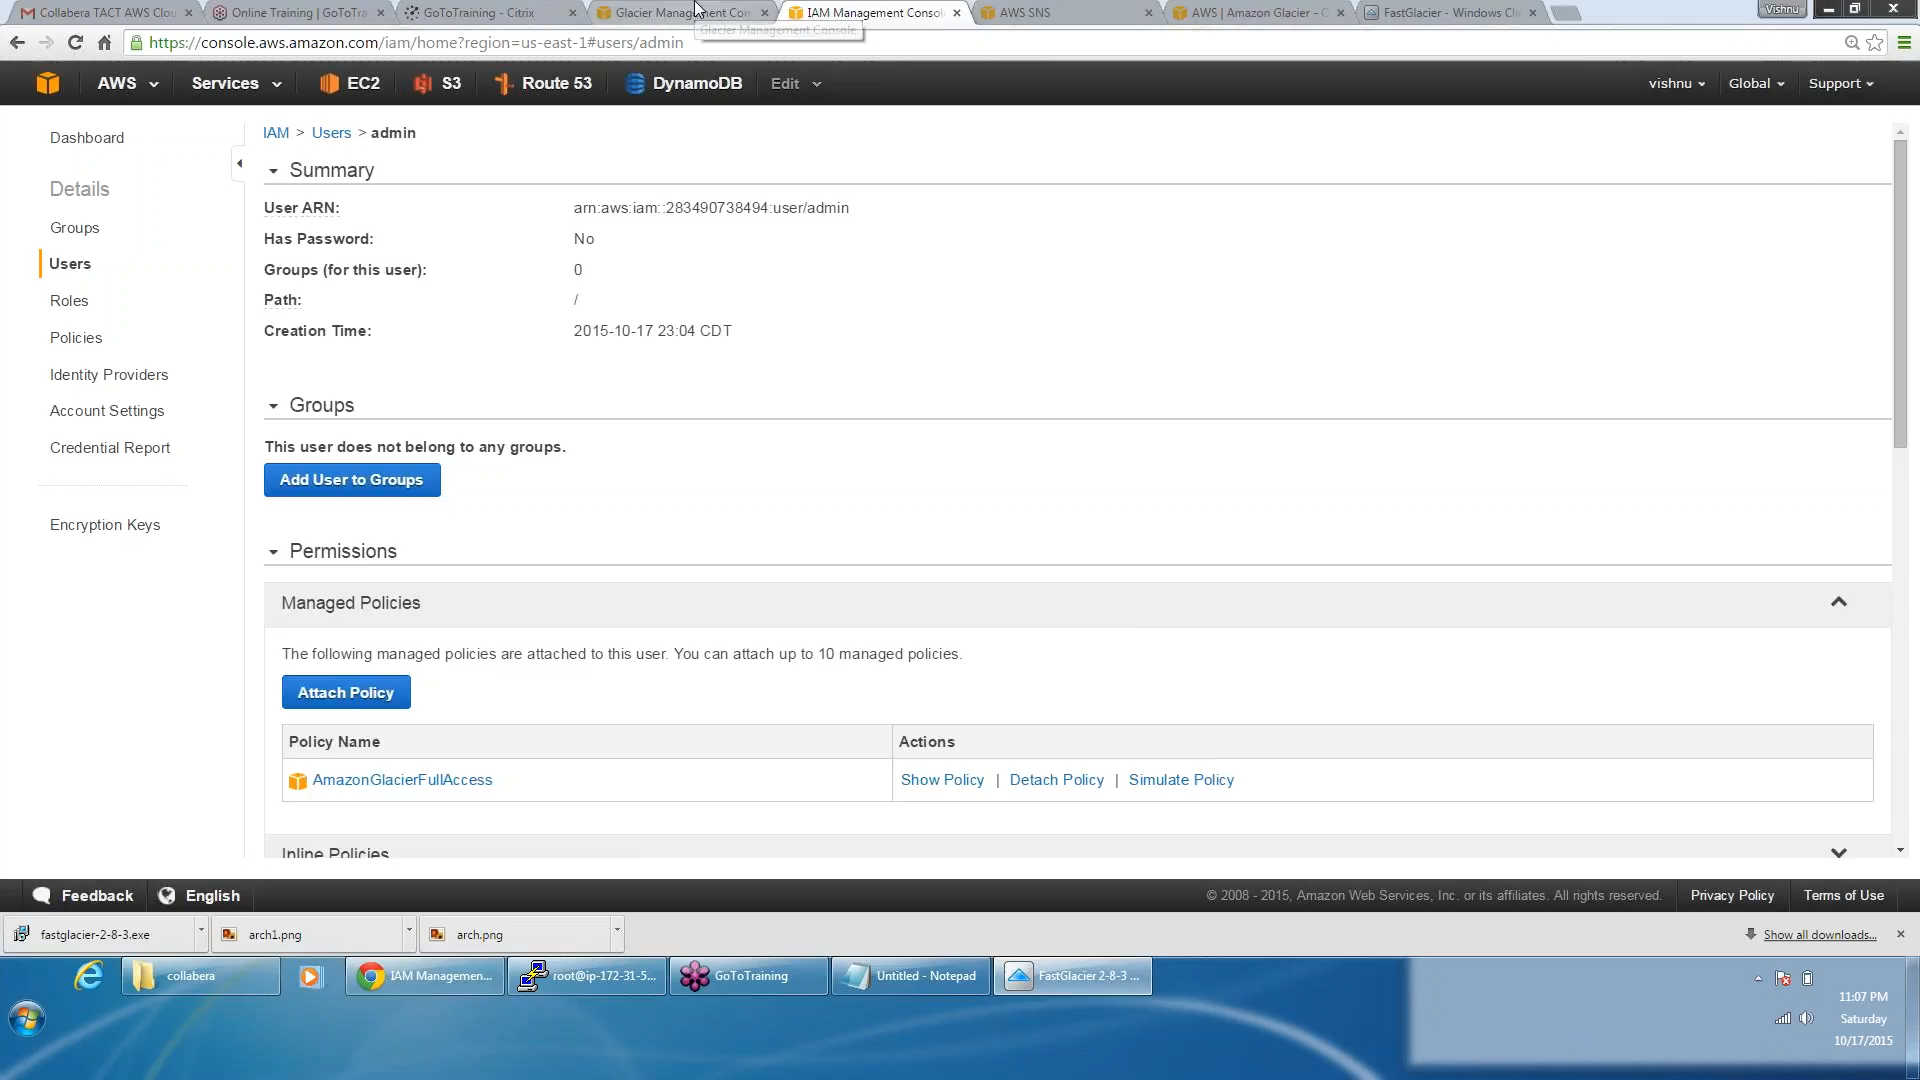 Collabera TACT AWS Clou
Online Training | GoToTra
GoToTraining - Citrix
Glacier Management Con
IAM Management Consol
AWS SNS
AWS | Amazon Glacier - C
FastGlacier - Windows Cli
Vishnu
https://console.aws.amazon.com/iam/home?region=us-east-1#users/admin
Glacier Management Console
AWS
Services
EC2
S3
Route 53
DynamoDB
Edit
vishnu
Global
Support
Dashboard
Details
Groups
Users
Roles
Policies
Identity Providers
Account Settings
Credential Report
Encryption Keys
IAM > Users > admin
Summary
User ARN: arn:aws:iam::283490738494:user/admin
Has Password: No
Groups (for this user): 0
Path: /
Creation Time: 2015-10-17 23:04 CDT
Groups
This user does not belong to any groups.
Add User to Groups
Permissions
Managed Policies
The following managed policies are attached to this user. You can attach up to 10 managed policies.
Attach Policy
Policy Name Actions
AmazonGlacierFullAccess Show Policy | Detach Policy | Simulate Policy
Inline Policies
Feedback
English
© 2008 - 2015, Amazon Web Services, Inc. or its affiliates. All rights reserved.
Privacy Policy
Terms of Use
fastglacier-2-8-3.exe
arch1.png
arch.png
Show all downloads...
collabera
IAM Managemen...
root@ip-172-31-5...
GoToTraining
Untitled - Notepad
FastGlacier 2-8-3 ...
11:07 PM
Saturday
10/17/2015